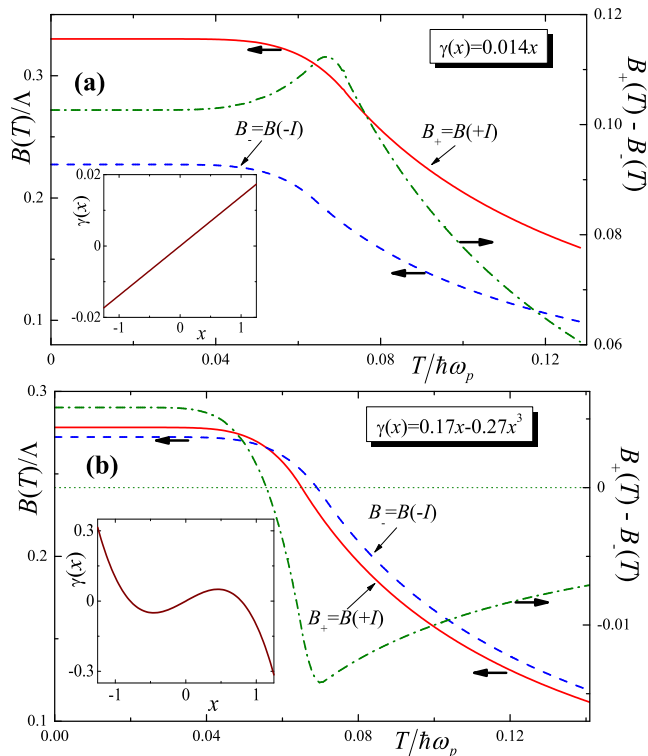 0.12
γ(x)=0.014x
0.3
(a)
B₋=B(-I)
B₊=B(+I)
0.10
B(T)/Λ
B₊(T) - B₋(T)
0.2
0.02
γ(x)
0
-0.02
-1 0 1
x
0.08
0.1
0.06
0 0.04 0.08 0.12
T/ħωₚ
0.3
γ(x)=0.17x-0.27x³
(b)
0
B(T)/Λ
B₊(T) - B₋(T)
B₋=B(-I)
0.2
0.3
γ(x)
0
-0.3
-1 0 1
x
B₊=B(+I)
-0.01
0.1
0.00 0.04 0.08 0.12
T/ħωₚ